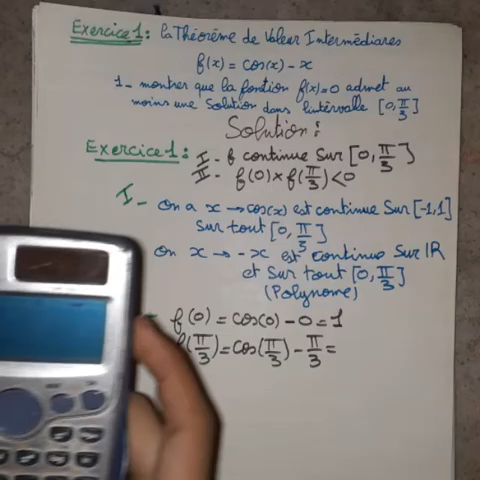 Exercice 1: la Théorème de Valeur Intermédiares
f(x) = cos(x) - x
1- montrer que la fonction f(x)=0 admet au
moins une Solution dans l'intervalle [0, π/3]
Solution:
Exercice 1: I - f continue Sur [0, π/3]
II - f(0) × f(π/3) < 0
I - on a x → cos(x) est continue Sur [-1,1]
Sur tout [0, π/3]
on x → -x est continue Sur IR
et Sur tout [0, π/3]
(Polynome)
f(0) = cos(0) - 0 = 1
f(π/3) = cos(π/3) - π/3 =